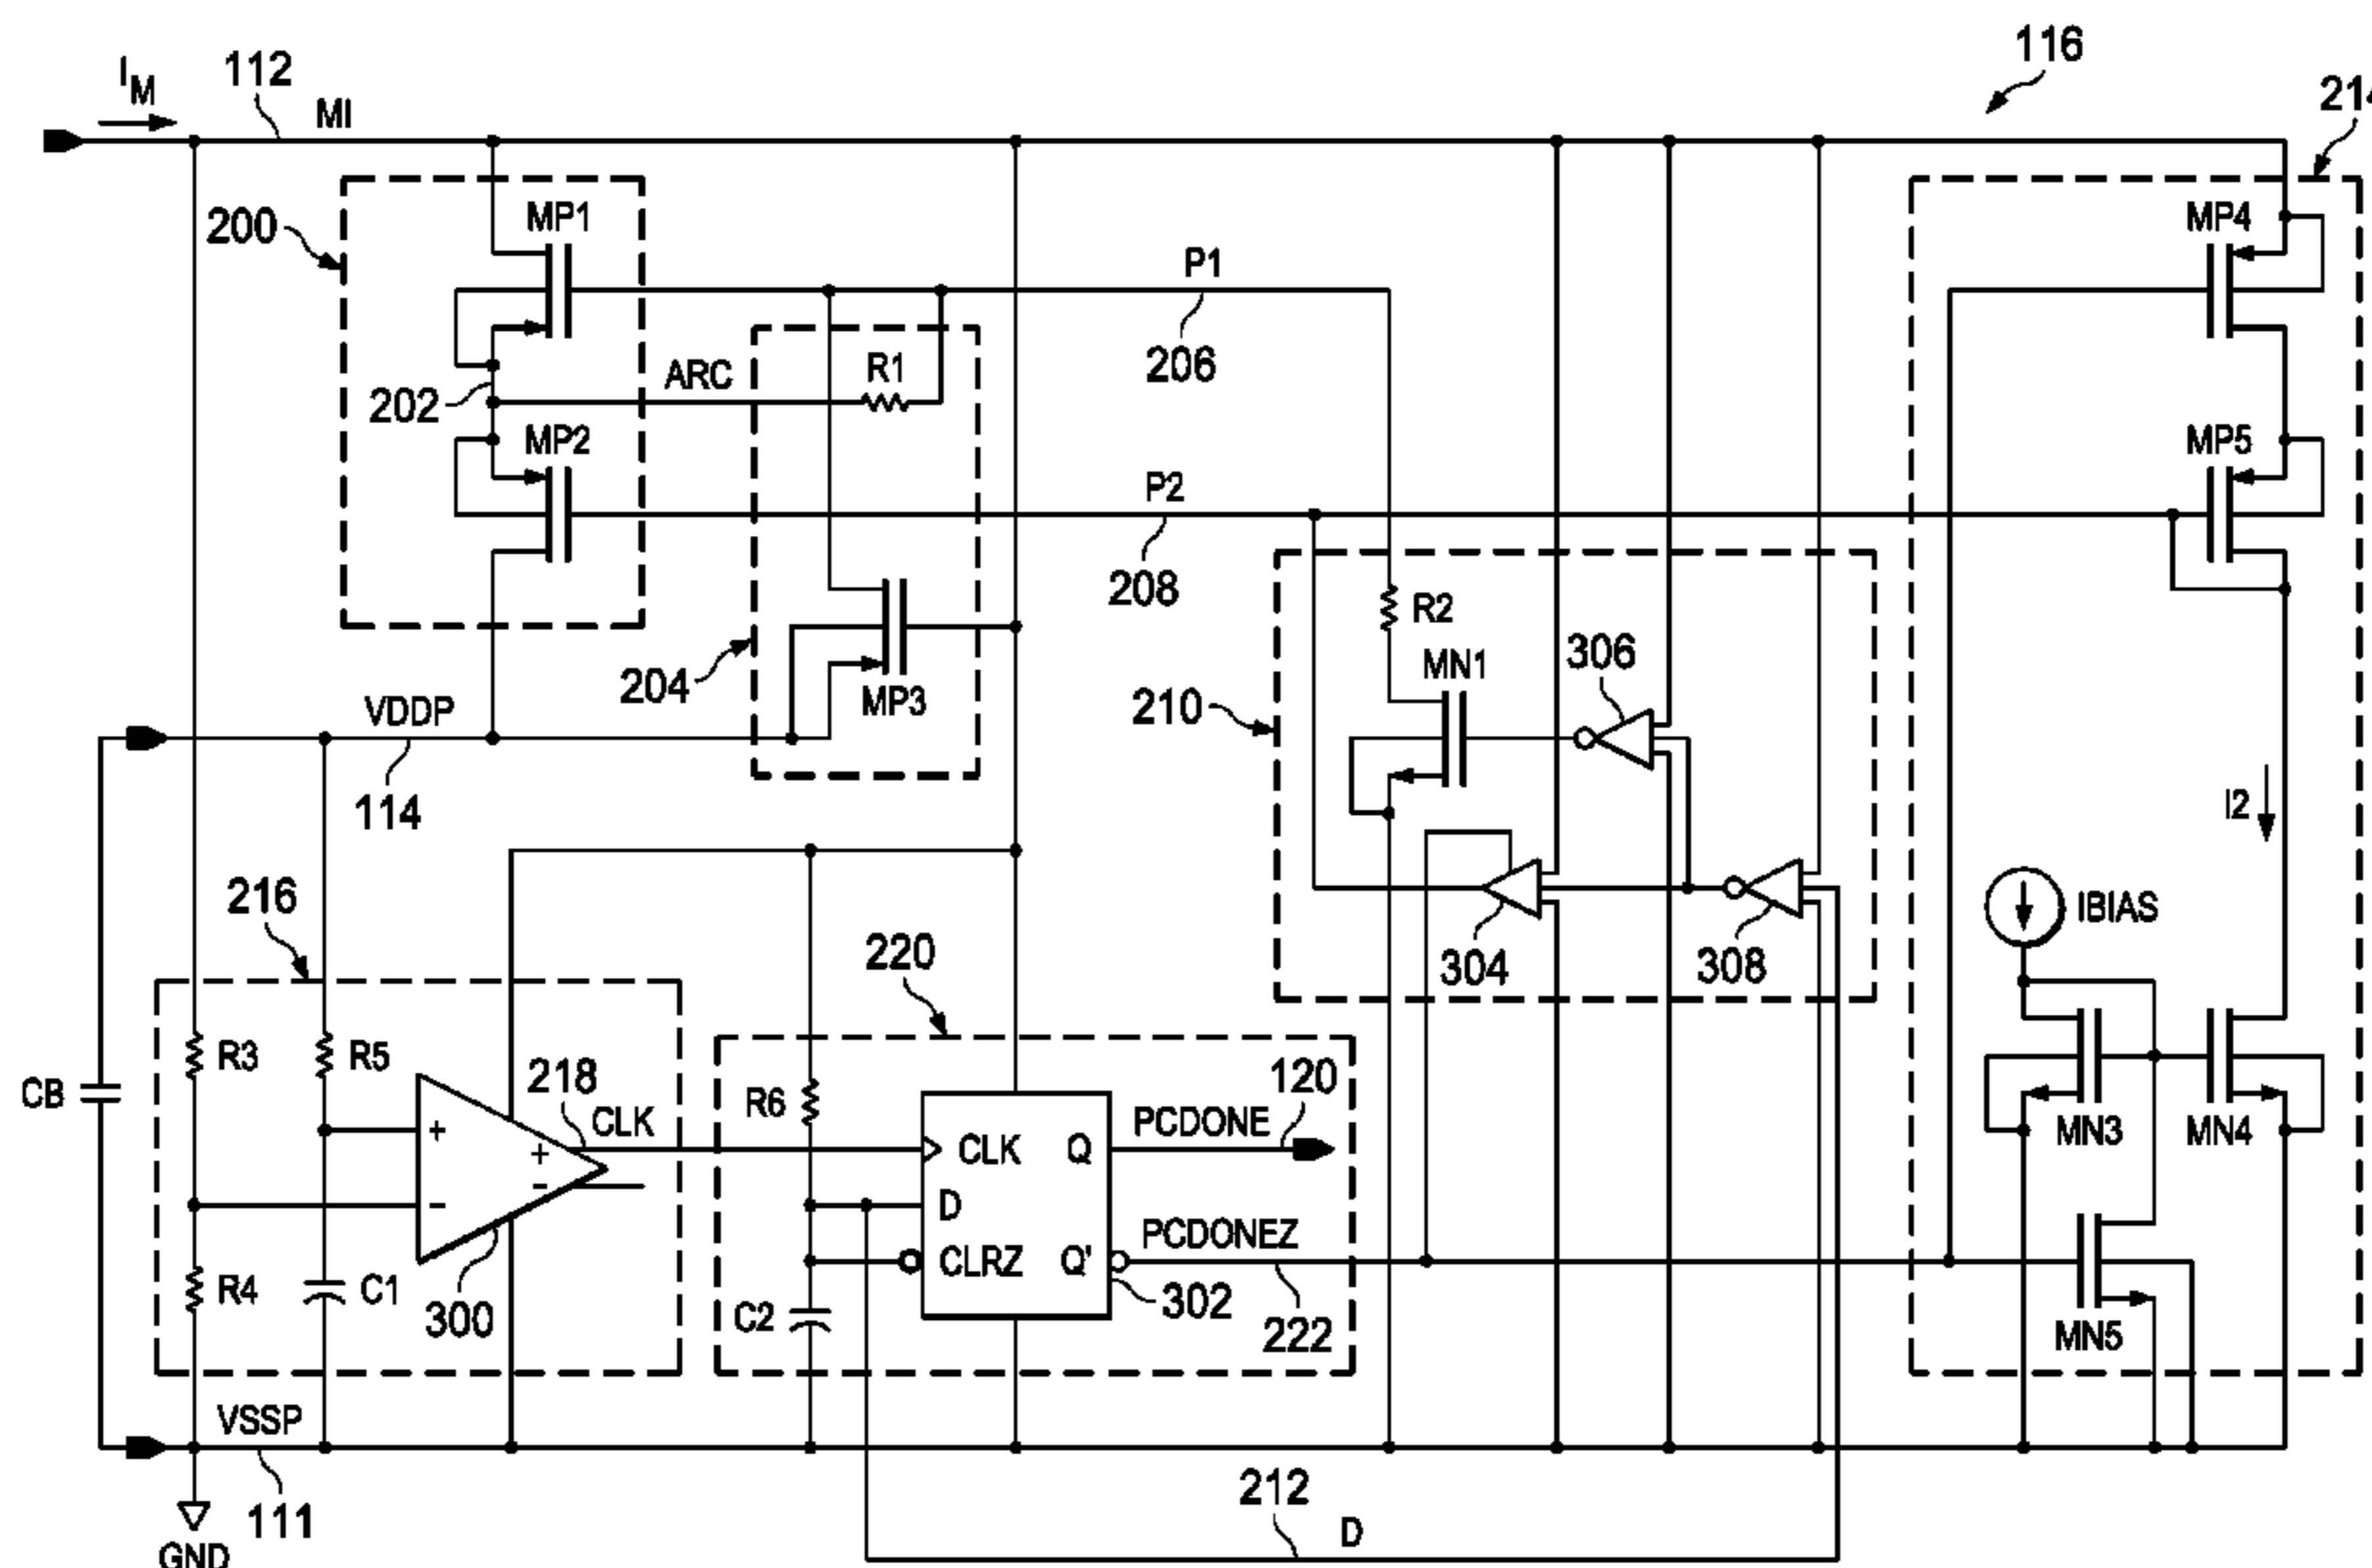 116
I_M
112
MI
214
MP1
MP4
200
P1
206
ARC
R1
202
MP2
MP5
P2
208
R2
306
MN1
204
MP3
210
VDDP
114
I2
216
IBIAS
220
304
308
R3
R5
218
CLK
R6
CB
+
-
+
-
CLK
Q
PCDONE
120
MN3
MN4
D
R4
C1
300
C2
CLRZ
Q'
PCDONEZ
302
222
MN5
VSSP
111
212
D
GND